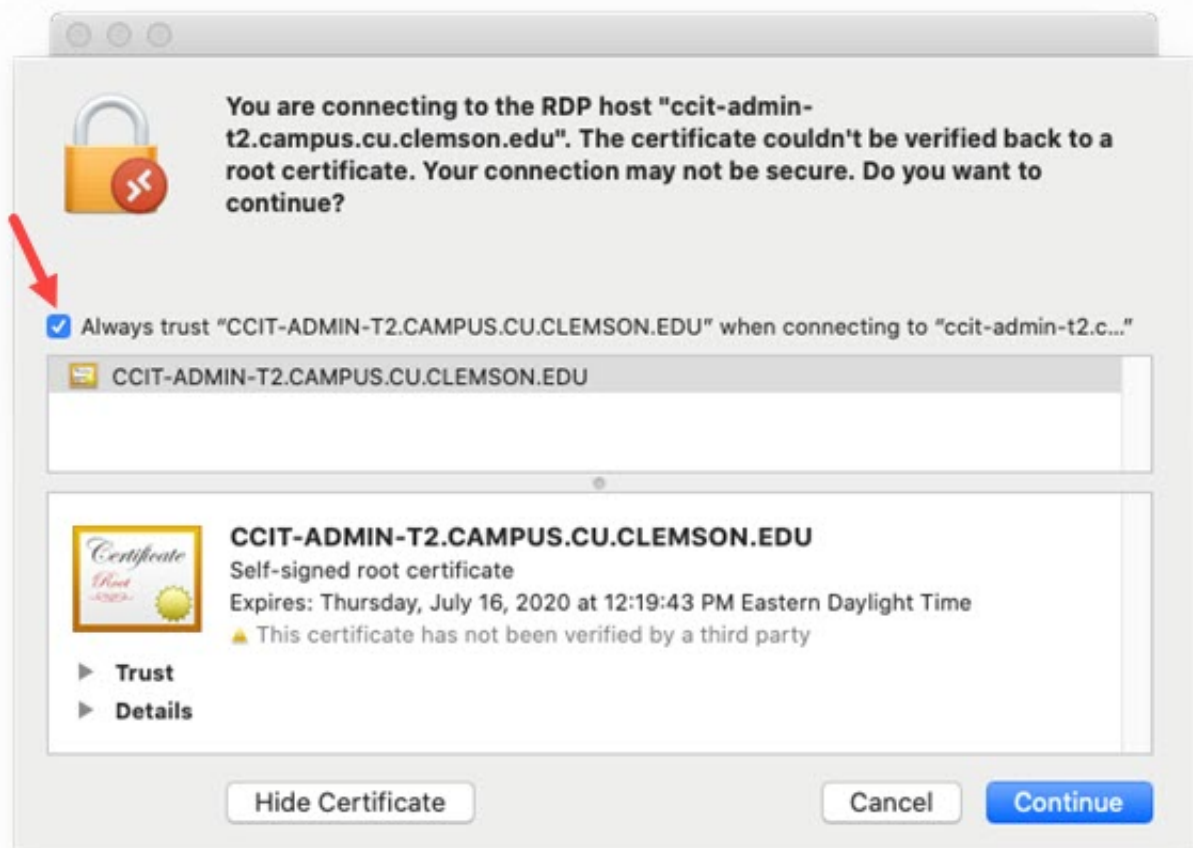 You are connecting to the RDP host "ccit-admin-
t2.campus.cu.clemson.edu". The certificate couldn't be verified back to a
root certificate. Your connection may not be secure. Do you want to
continue?
Always trust “CCIT-ADMIN-T2.CAMPUS.CU.CLEMSON.EDU” when connecting to “ccit-admin-t2.c...”
CCIT-ADMIN-T2.CAMPUS.CU.CLEMSON.EDU
Certificate
Root
CCIT-ADMIN-T2.CAMPUS.CU.CLEMSON.EDU
Self-signed root certificate
Expires: Thursday, July 16, 2020 at 12:19:43 PM Eastern Daylight Time
This certificate has not been verified by a third party
Trust
Details
Hide Certificate
Cancel
Continue